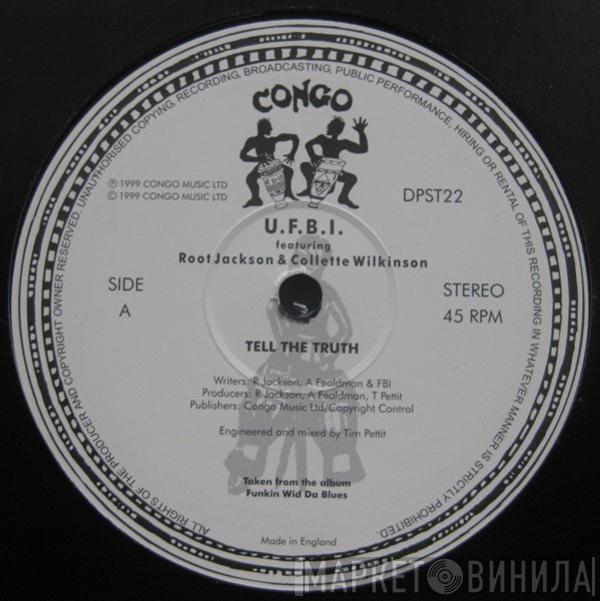 ALL RIGHTS OF THE PRODUCER AND COPYRIGHT OWNER RESERVED. UNAUTHORISED COPYING, RECORDING, BROADCASTING, PUBLIC PERFORMANCE, HIRING OR RENTAL OF THIS RECORDING IN WHATEVER MANNER IS STRICTLY PROHIBITED.
CONGO
℗ 1999 CONGO MUSIC LTD
© 1999 CONGO MUSIC LTD
DPST22
U.F.B.I.
featuring
Root Jackson & Collette Wilkinson
SIDE
A
STEREO
45 RPM
TELL THE TRUTH
Writers: R Jackson, A Fealdman & FBI
Producers: R Jackson, A Fealdman, T Pettit
Publishers: Congo Music Ltd/Copyright Control
Engineered and mixed by Tim Pettit
Taken from the album
Funkin Wid Da Blues
Made in England
МАРКЕТ ВИНИЛА